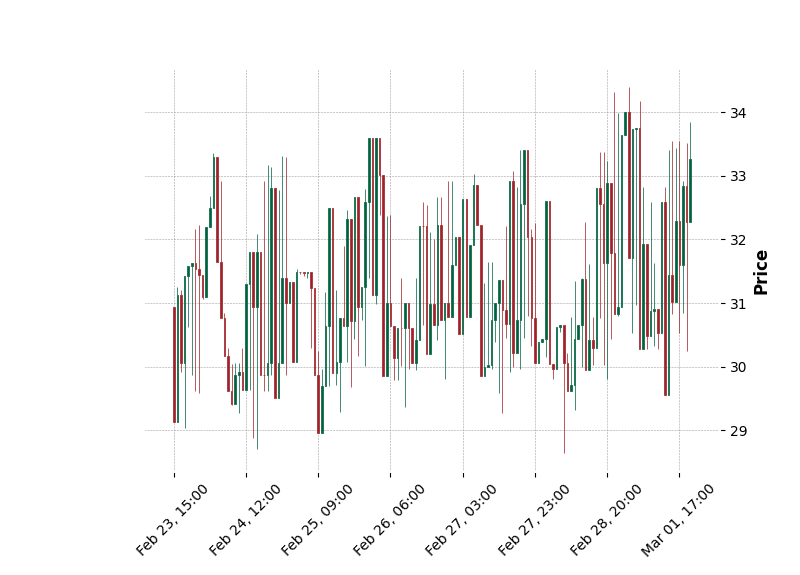 34
33
32
31
30
29
Price
Feb 23, 15:00
Feb 24, 12:00
Feb 25, 09:00
Feb 26, 06:00
Feb 27, 03:00
Feb 27, 23:00
Feb 28, 20:00
Mar 01, 17:00